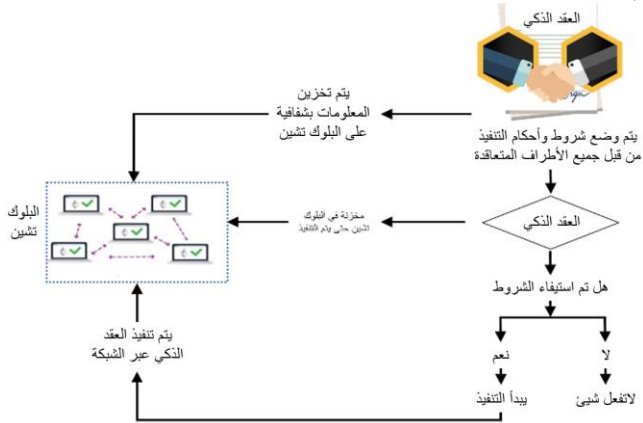 العقد الذكي
يتم وضع شروط وأحكام التنفيذ
من قبل جميع الأطراف المتعاقدة
يتم تخزين
المعلومات بشفافية
على البلوك تشين
العقد الذكي
مخزنة في البلوك
تشين حتى يتم التنفيذ
البلوك
تشين
هل تم استيفاء الشروط
لا
نعم
لاتفعل شيئ
يبدأ التنفيذ
يتم تنفيذ العقد
الذكي عبر الشبكة